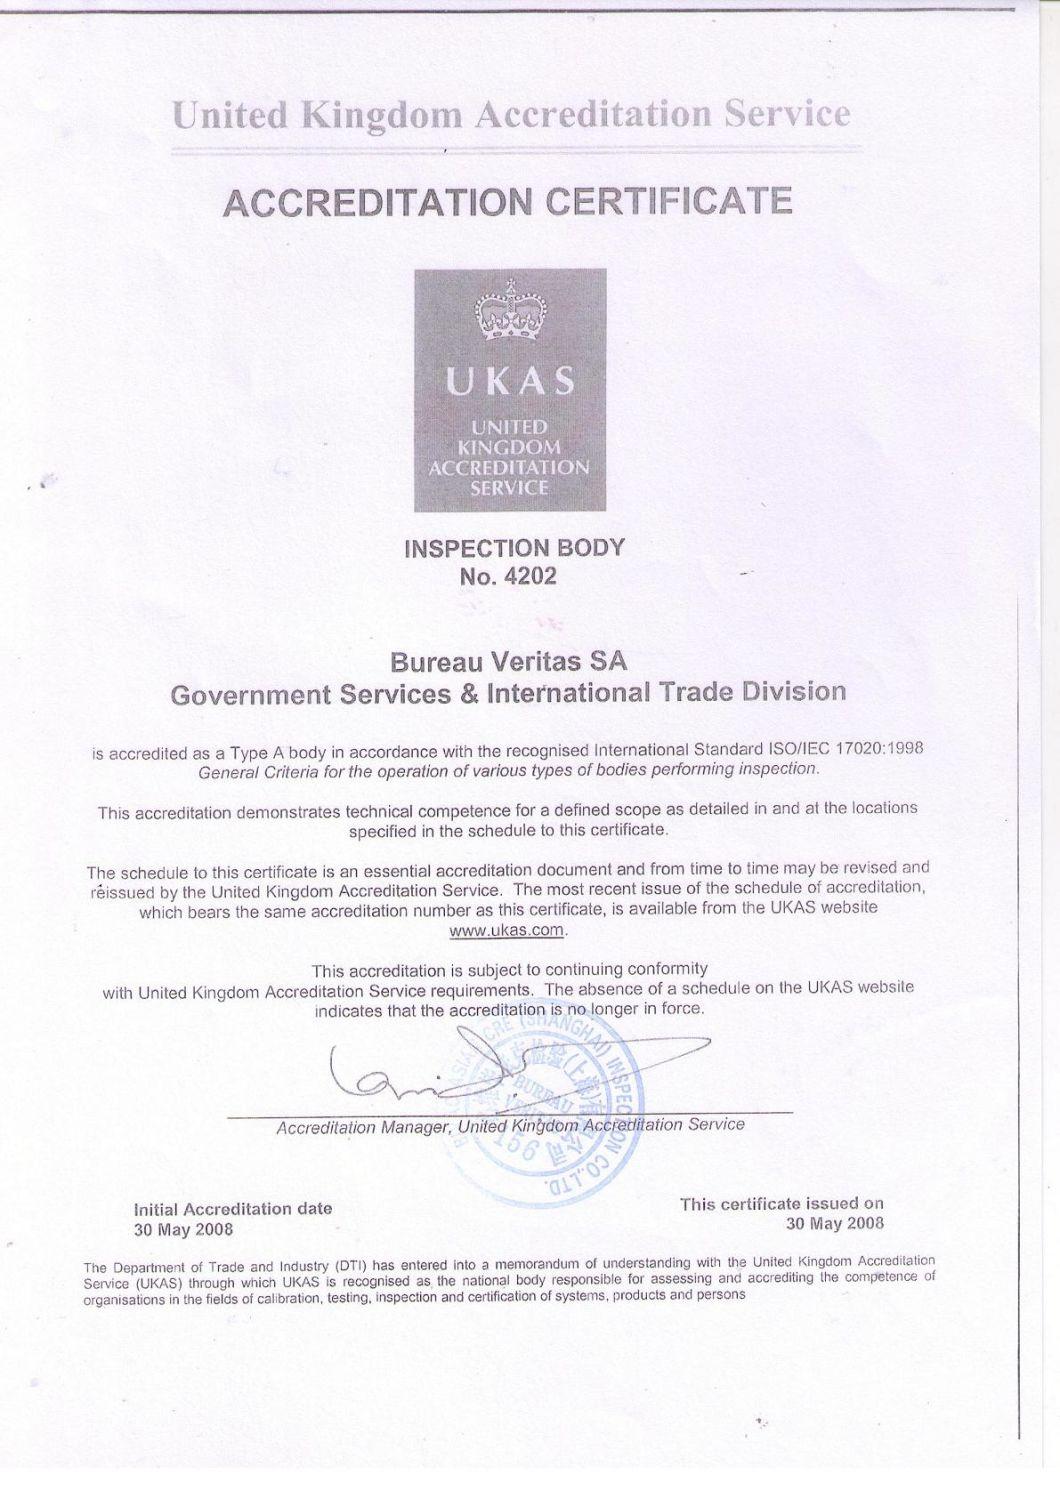 United Kingdom Accreditation Service
ACCREDITATION CERTIFICATE
UKAS
UNITED
KINGDOM
ACCREDITATION
SERVICE
INSPECTION BODY
No. 4202
Bureau Veritas SA
Government Services & International Trade Division
is accredited as a Type A body in accordance with the recognised International Standard ISO/IEC 17020:1998
General Criteria for the operation of various types of bodies performing inspection.
This accreditation demonstrates technical competence for a defined scope as detailed in and at the locations
specified in the schedule to this certificate.
The schedule to this certificate is an essential accreditation document and from time to time may be revised and
reissued by the United Kingdom Accreditation Service. The most recent issue of the schedule of accreditation,
which bears the same accreditation number as this certificate, is available from the UKAS website
www.ukas.com.
This accreditation is subject to continuing conformity
with United Kingdom Accreditation Service requirements. The absence of a schedule on the UKAS website
indicates that the accreditation is no longer in force.
(SHANGHAI) INSPECTION CO.,LTD.
BUREAU
156
Accreditation Manager, United Kingdom Accreditation Service
Initial Accreditation date
30 May 2008
This certificate issued on
30 May 2008
The Department of Trade and Industry (DTI) has entered into a memorandum of understanding with the United Kingdom Accreditation
Service (UKAS) through which UKAS is recognised as the national body responsible for assessing and accrediting the competence of
organisations in the fields of calibration, testing, inspection and certification of systems, products and persons